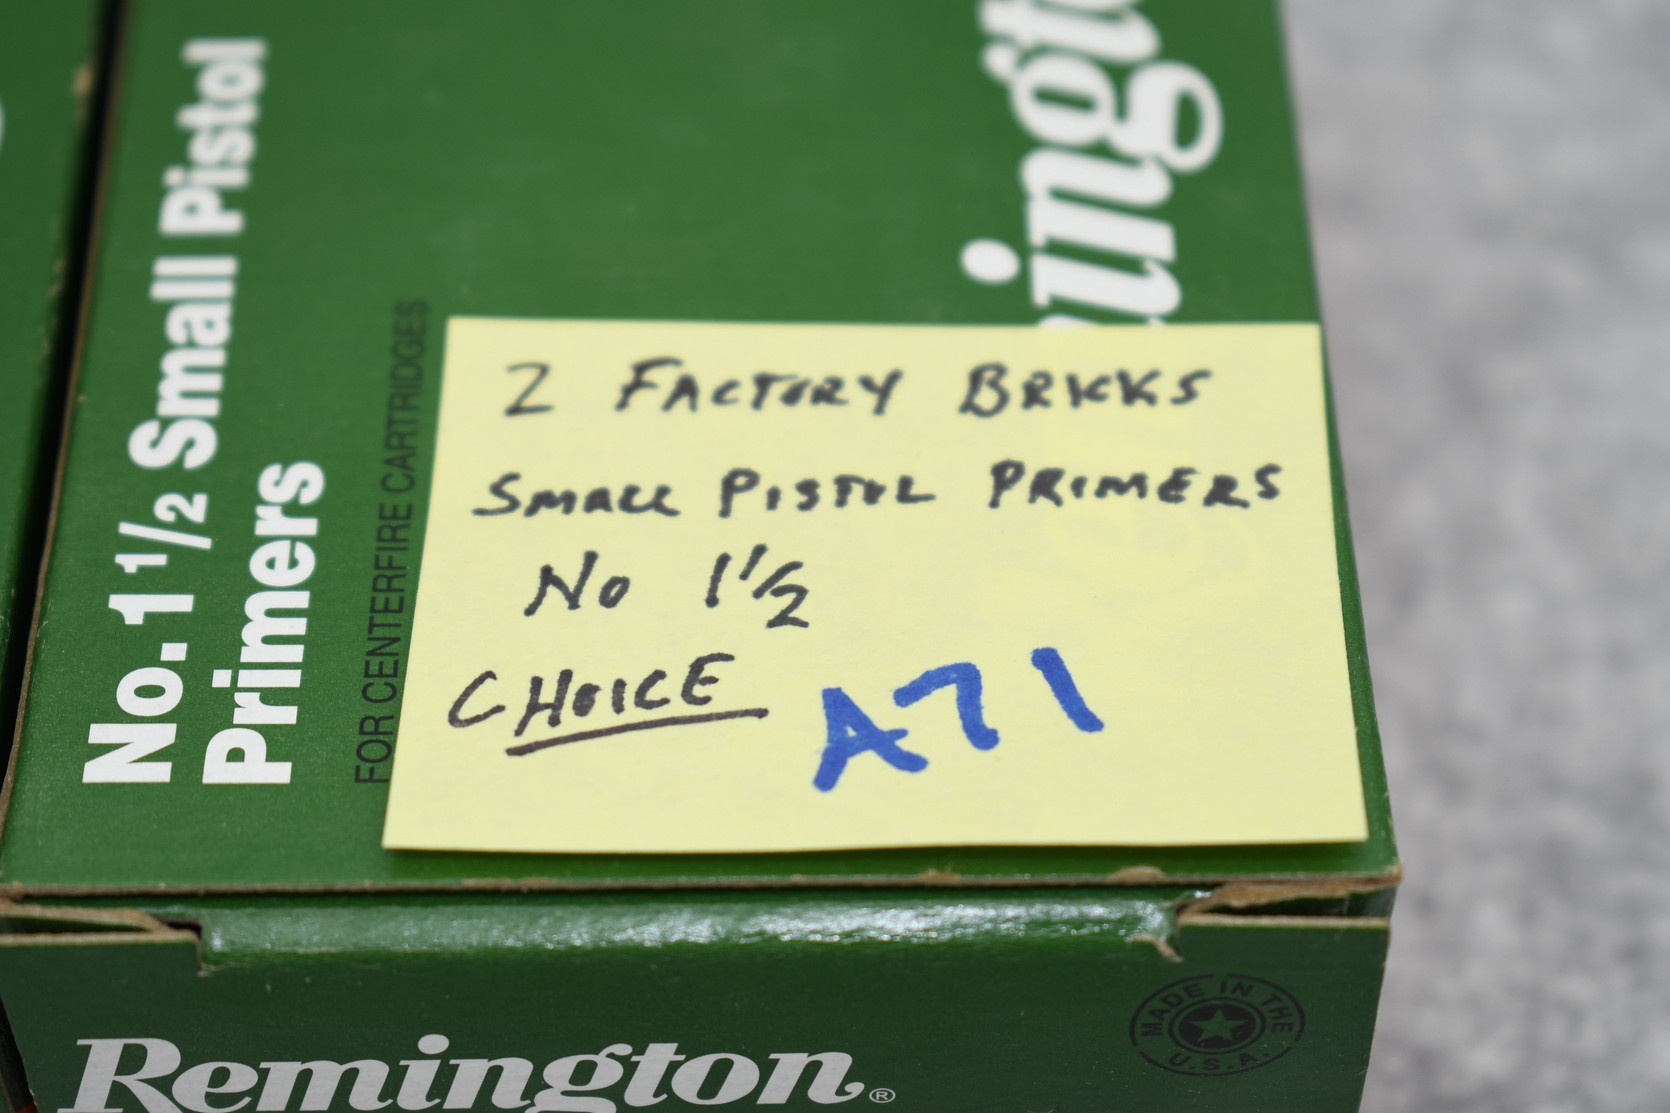 No. 1 1/2 Small Pistol
Primers
FOR CENTERFIRE CARTRIDGES
2 FACTORY BRICKS
SMALL PISTOL PRIMERS
No 1 1/2
CHOICE
A71
Remington®
MADE IN THE
U.S.A.